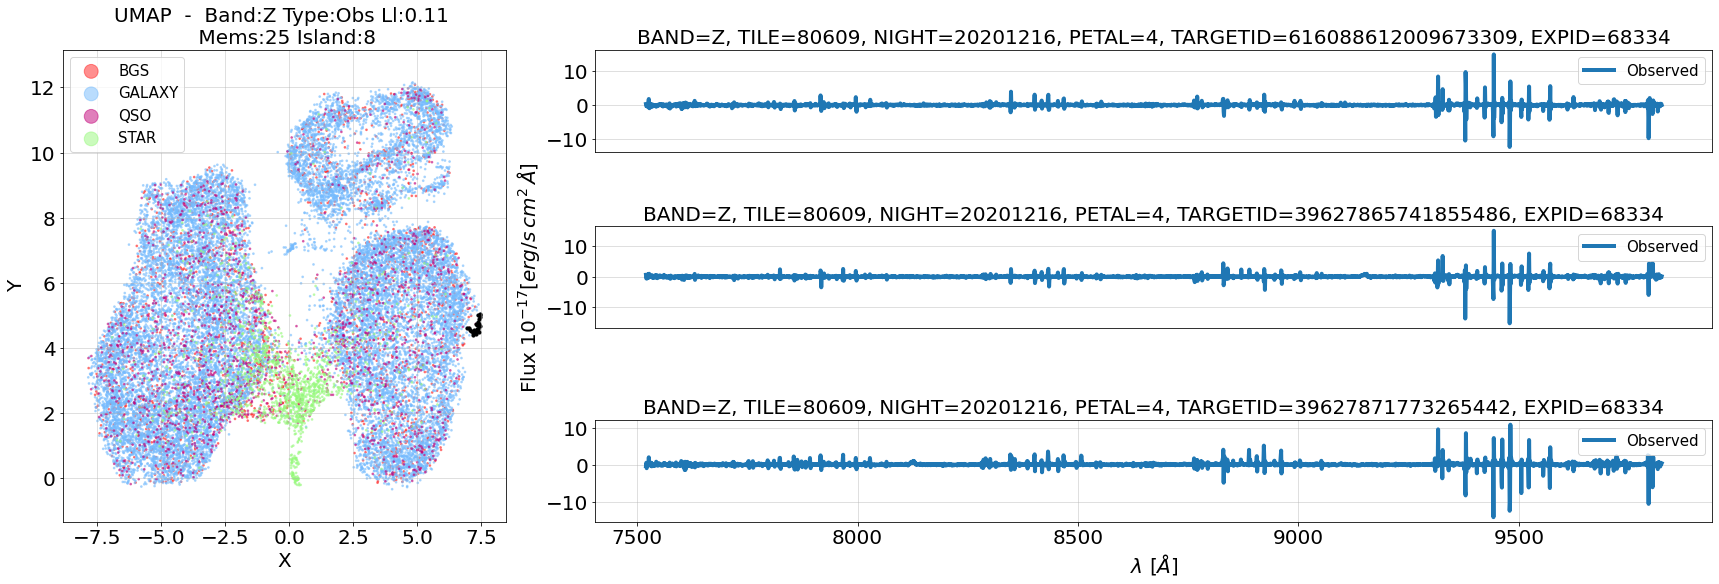 UMAP  -  Band:Z Type:Obs Ll:0.11
Mems:25 Island:8
BGS
GALAXY
QSO
STAR
12
10
8
6
4
2
0
Y
−7.5 −5.0 −2.5 0.0 2.5 5.0 7.5
X
Flux 10^{-17}[erg/s cm^2 Å]
BAND=Z, TILE=80609, NIGHT=20201216, PETAL=4, TARGETID=616088612009673309, EXPID=68334
Observed
10
0
−10
BAND=Z, TILE=80609, NIGHT=20201216, PETAL=4, TARGETID=39627865741855486, EXPID=68334
Observed
10
0
−10
BAND=Z, TILE=80609, NIGHT=20201216, PETAL=4, TARGETID=39627871773265442, EXPID=68334
Observed
10
0
−10
7500 8000 8500 9000 9500
λ [Å]